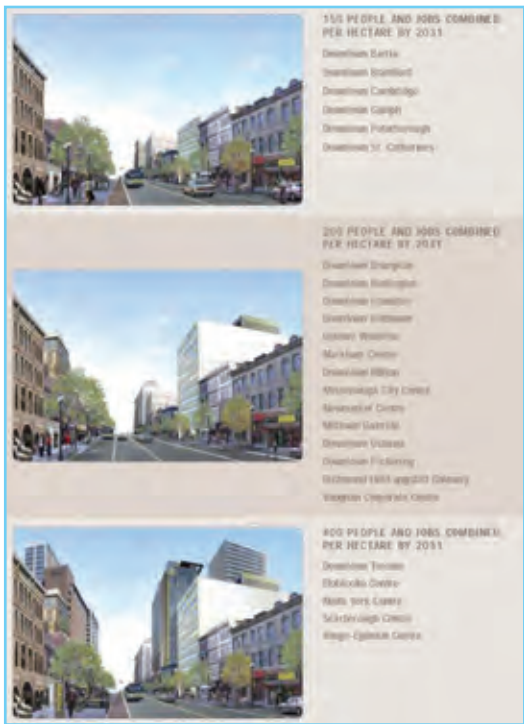 150 PEOPLE AND JOBS COMBINED
PER HECTARE BY 2031
Downtown Barrie
Downtown Brantford
Downtown Cambridge
Downtown Guelph
Downtown Peterborough
Downtown St. Catharines
200 PEOPLE AND JOBS COMBINED
PER HECTARE BY 2031
Downtown Brampton
Downtown Burlington
Downtown Hamilton
Downtown Kitchener
Uptown Waterloo
Markham Centre
Downtown Milton
Mississauga City Centre
Newmarket Centre
Midtown Oakville
Downtown Oshawa
Downtown Pickering
Richmond Hill/Langstaff Gateway
Vaughan Corporate Centre
400 PEOPLE AND JOBS COMBINED
PER HECTARE BY 2031
Downtown Toronto
Etobicoke Centre
North York Centre
Scarborough Centre
Yonge-Eglinton Centre